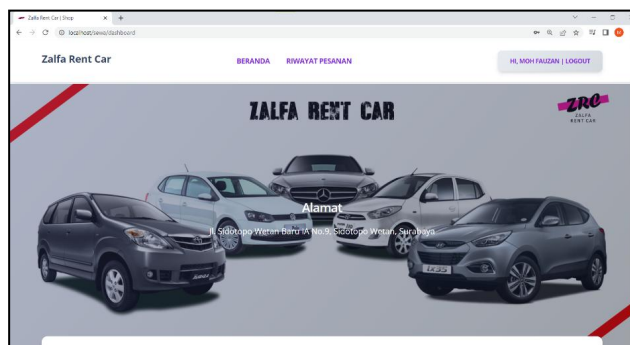 Zalfa Rent Car | Shop
localhost/sewa/dashboard
Zalfa Rent Car
BERANDA
RIWAYAT PESANAN
HI, MOH FAUZAN | LOGOUT
ZALFA RENT CAR
ZRC
ZALFA
RENT CAR
Alamat
Jl. Sidotopo Wetan Baru IA No.9, Sidotopo Wetan, Surabaya
IX35